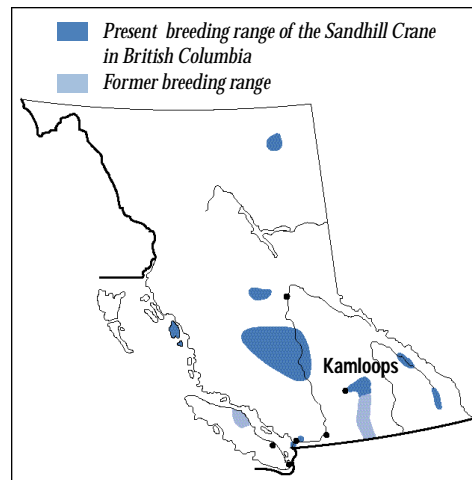 Present breeding range of the Sandhill Crane
in British Columbia
Former breeding range
Kamloops